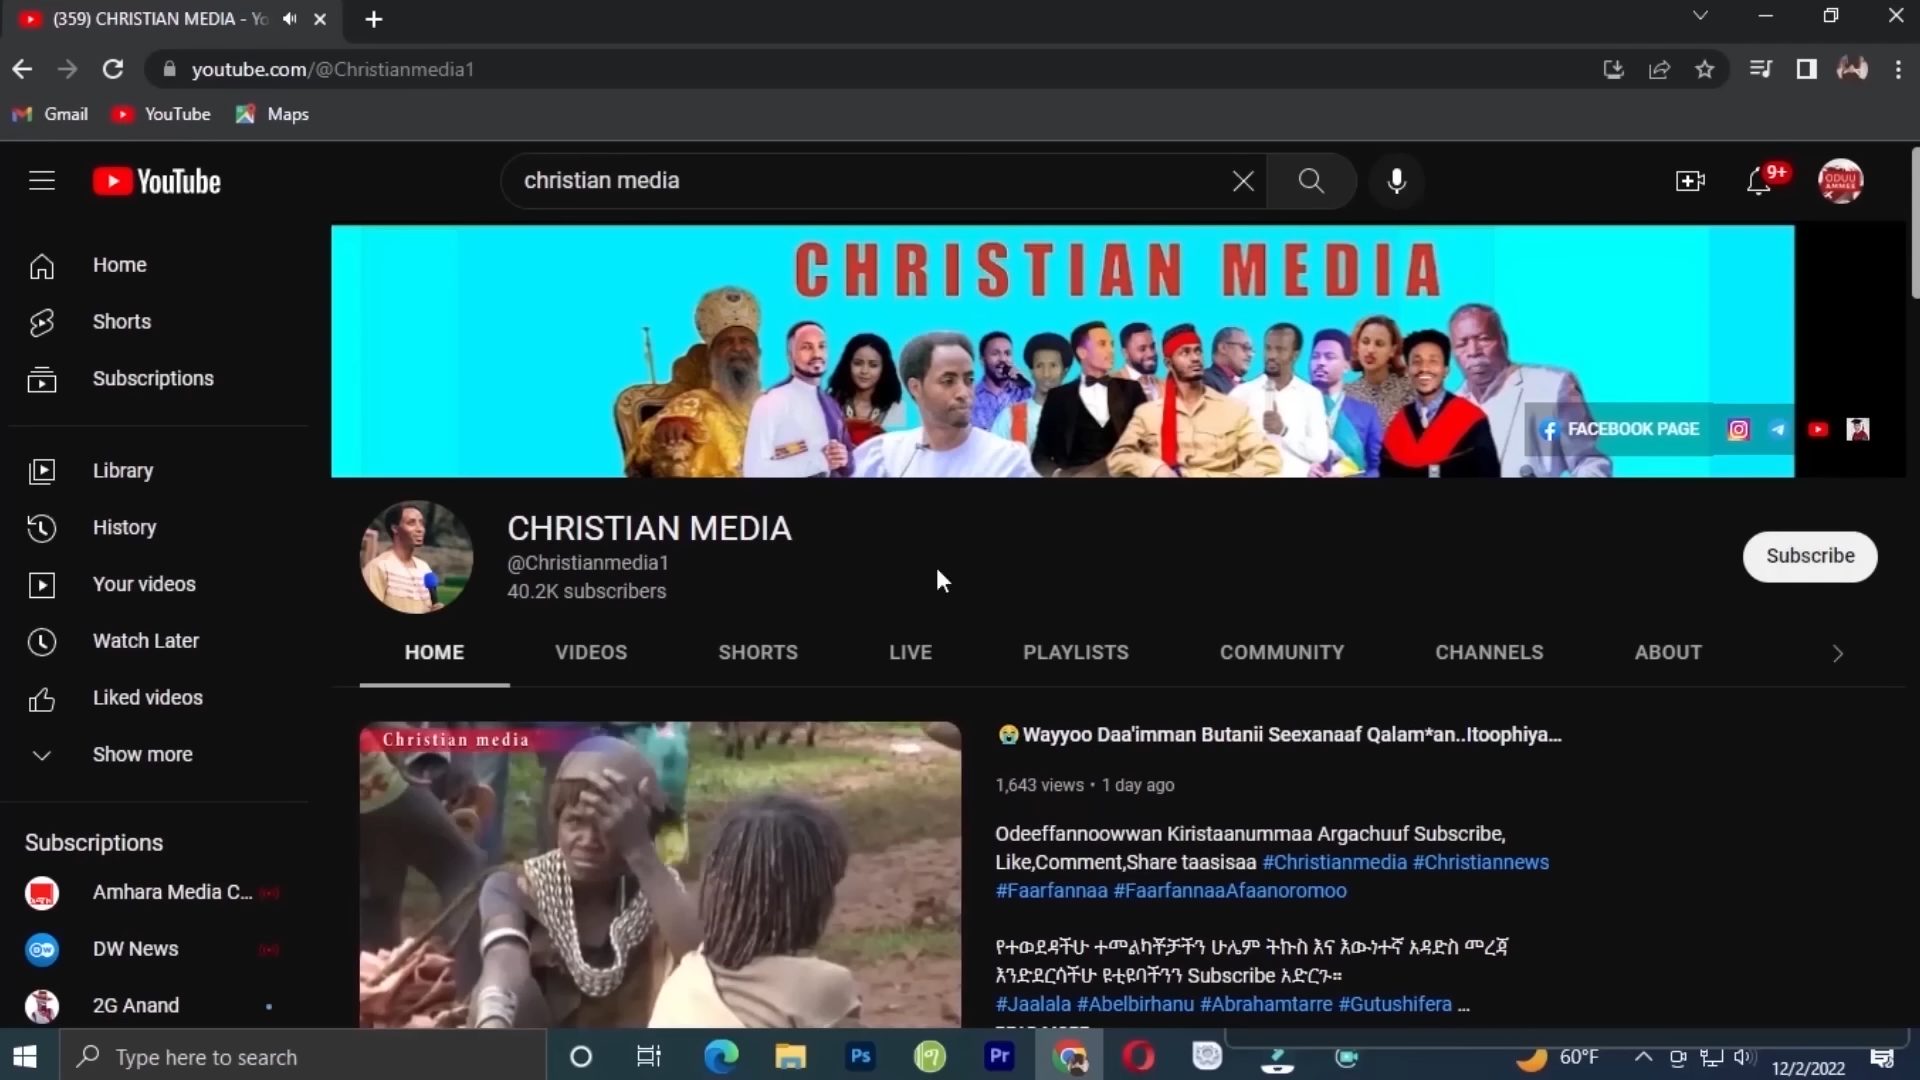 (359) CHRISTIAN MEDIA - Yo
youtube.com/@Christianmedia1
Gmail YouTube Maps
YouTube
christian media
9+
ODUU
AMMEE
Home
Shorts
Subscriptions
Library
History
Your videos
Watch Later
Liked videos
Show more
Subscriptions
Amhara Media C...
DW News
2G Anand
CHRISTIAN MEDIA
FACEBOOK PAGE
CHRISTIAN MEDIA
@Christianmedia1
40.2K subscribers
Subscribe
HOME VIDEOS SHORTS LIVE PLAYLISTS COMMUNITY CHANNELS ABOUT
Christian media
😭Wayyoo Daa'imman Butanii Seexanaaf Qalam*an..Itoophiya...
1,643 views • 1 day ago
Odeeffannoowwan Kiristaanummaa Argachuuf Subscribe,
Like,Comment,Share taasisaa #Christianmedia #Christiannews
#Faarfannaa #FaarfannaaAfaanoromoo
የተወደዳችሁ ተመልካቾቻችን ሁሌም ትኩስ እና እውነተኛ አዳድስ መረጃ
እንድደርሳችሁ ዩቲዩባችንን Subscribe አድርጉ።
#Jaalala #Abelbirhanu #Abrahamtarre #Gutushifera ...
Type here to search
Ps
Pr
60°F
12/2/2022